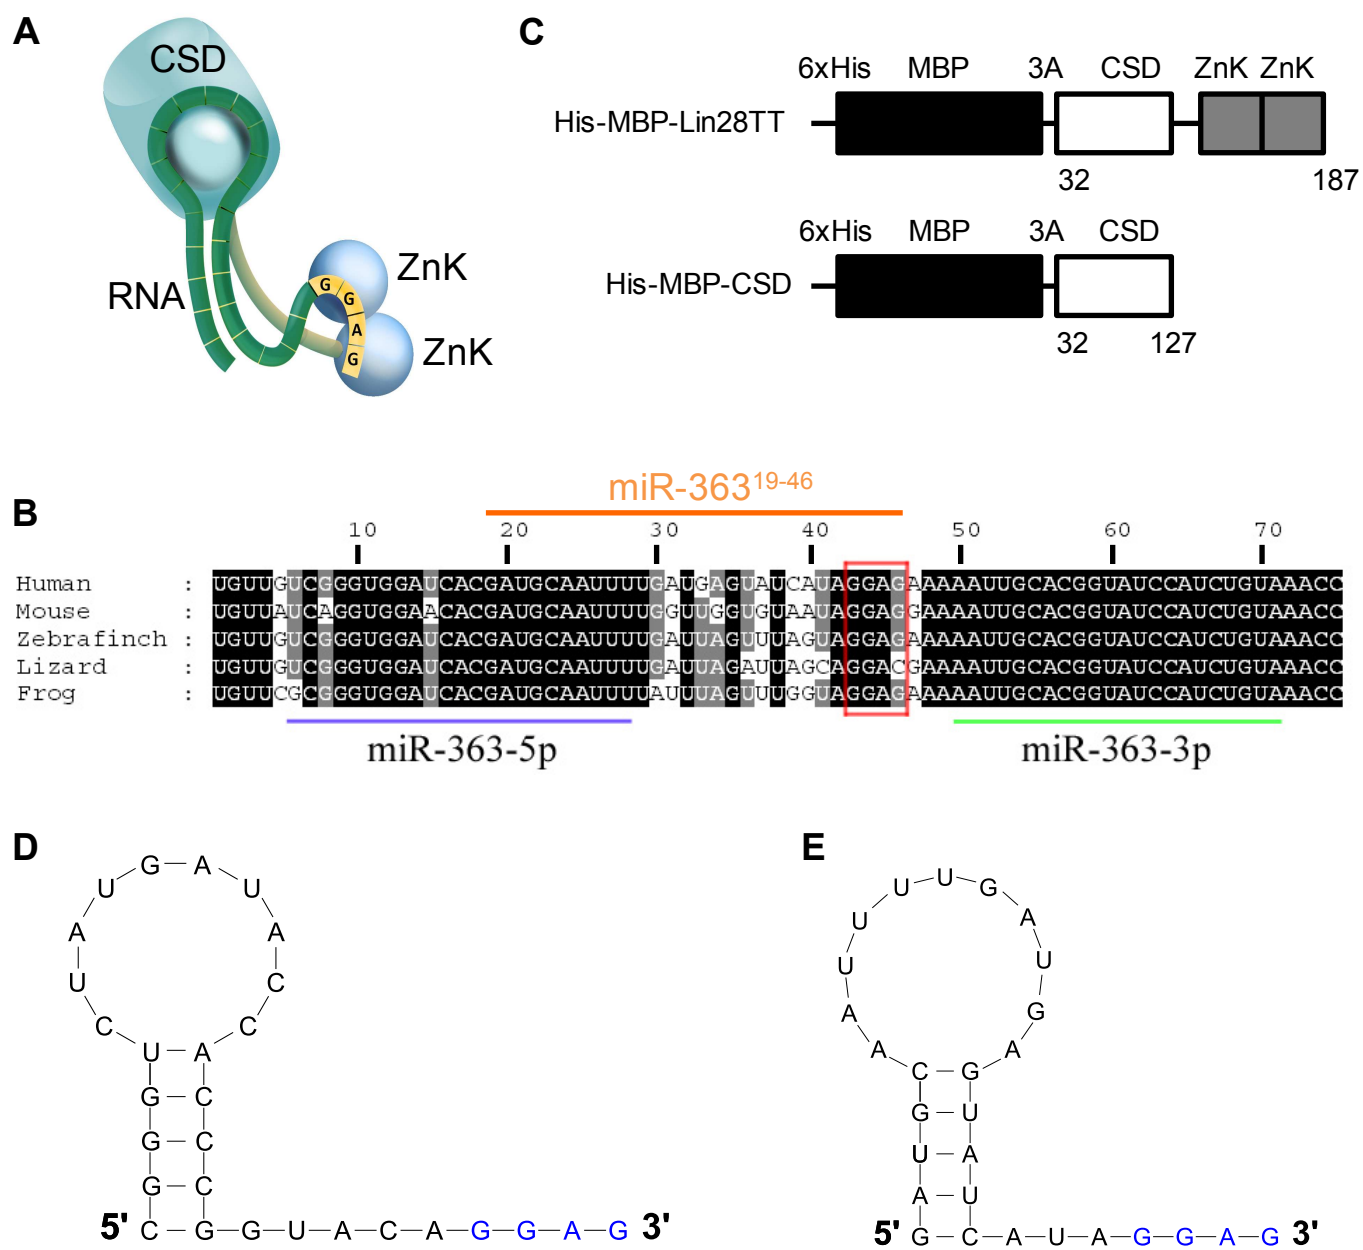 A
CSD
RNA
ZnK
ZnK
G
G
A
G
C
6xHis MBP 3A CSD ZnK ZnK
His-MBP-Lin28TT
32 187
6xHis MBP 3A CSD
His-MBP-CSD
32 127
B
miR-363¹⁹⁻⁴⁶
10 20 30 40 50 60 70
Human : UGUUGUCGGGUGGAUCACGAUGCAAUUUUGAUGAGUAUCAUAGGAGAAAAAUUGCACGGUAUCCAUCUGUAAACC
Mouse : UGUUAUCAGGUGGAACACGAUGCAAUUUUGGUUGGUGUAAUAGGAGGAAAAUUGCACGGUAUCCAUCUGUAAACC
Zebrafinch : UGUUGUCGGGUGGAUCACGAUGCAAUUUUGAUUAGUUUAGUAGGAGAAAAAUUGCACGGUAUCCAUCUGUAAACC
Lizard : UGUUGUCGGGUGGAUCACGAUGCAAUUUUGAUUAGAUUAGCAGGACGAAAAUUGCACGGUAUCCAUCUGUAAACC
Frog : UGUUCGCGGGUGGAUCACGAUGCAAUUUUAUUUAGUUUGGUAGGAGAAAAAUUGCACGGUAUCCAUCUGUAAACC
miR-363-5p
miR-363-3p
D
G A
U U
A A
U C
C C
U A
G C
G C
G C
5' C G G U A C A G G A G 3'
E
U U G
U A
U U
A G
A A
C G
G U
U A
A U
5' G C A U A G G A G 3'